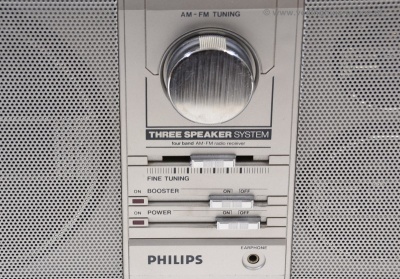 AM-FM TUNING
THREE SPEAKER SYSTEM
four band AM-FM radio receiver
FINE TUNING
ON BOOSTER ON OFF
ON POWER ON OFF
EARPHONE
PHILIPS